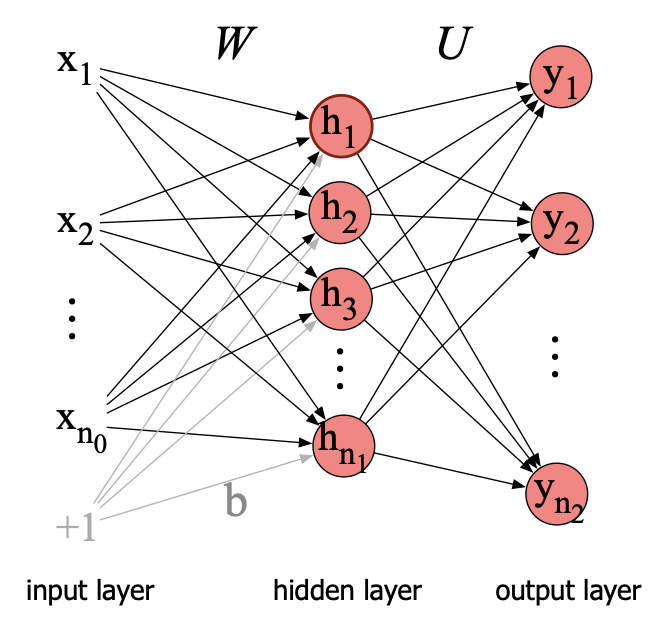 W U
x1 h1 y1
x2 h2 y2
h3
⋮ ⋮ ⋮
xn0 hn1 yn2
+1 b
input layer hidden layer output layer